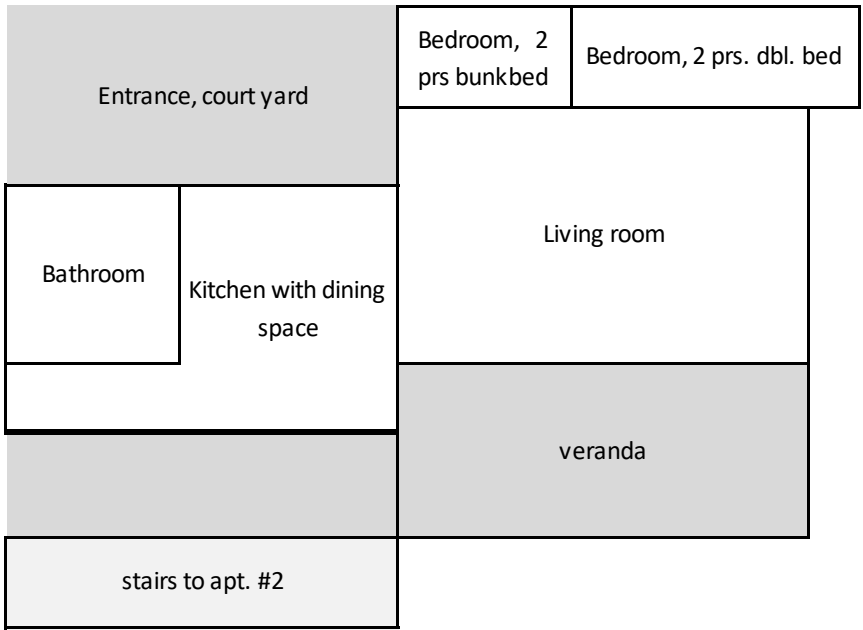 Bedroom, 2
prs bunkbed
Bedroom, 2 prs. dbl. bed
Entrance, court yard
Living room
Bathroom
Kitchen with dining
space
veranda
stairs to apt. #2